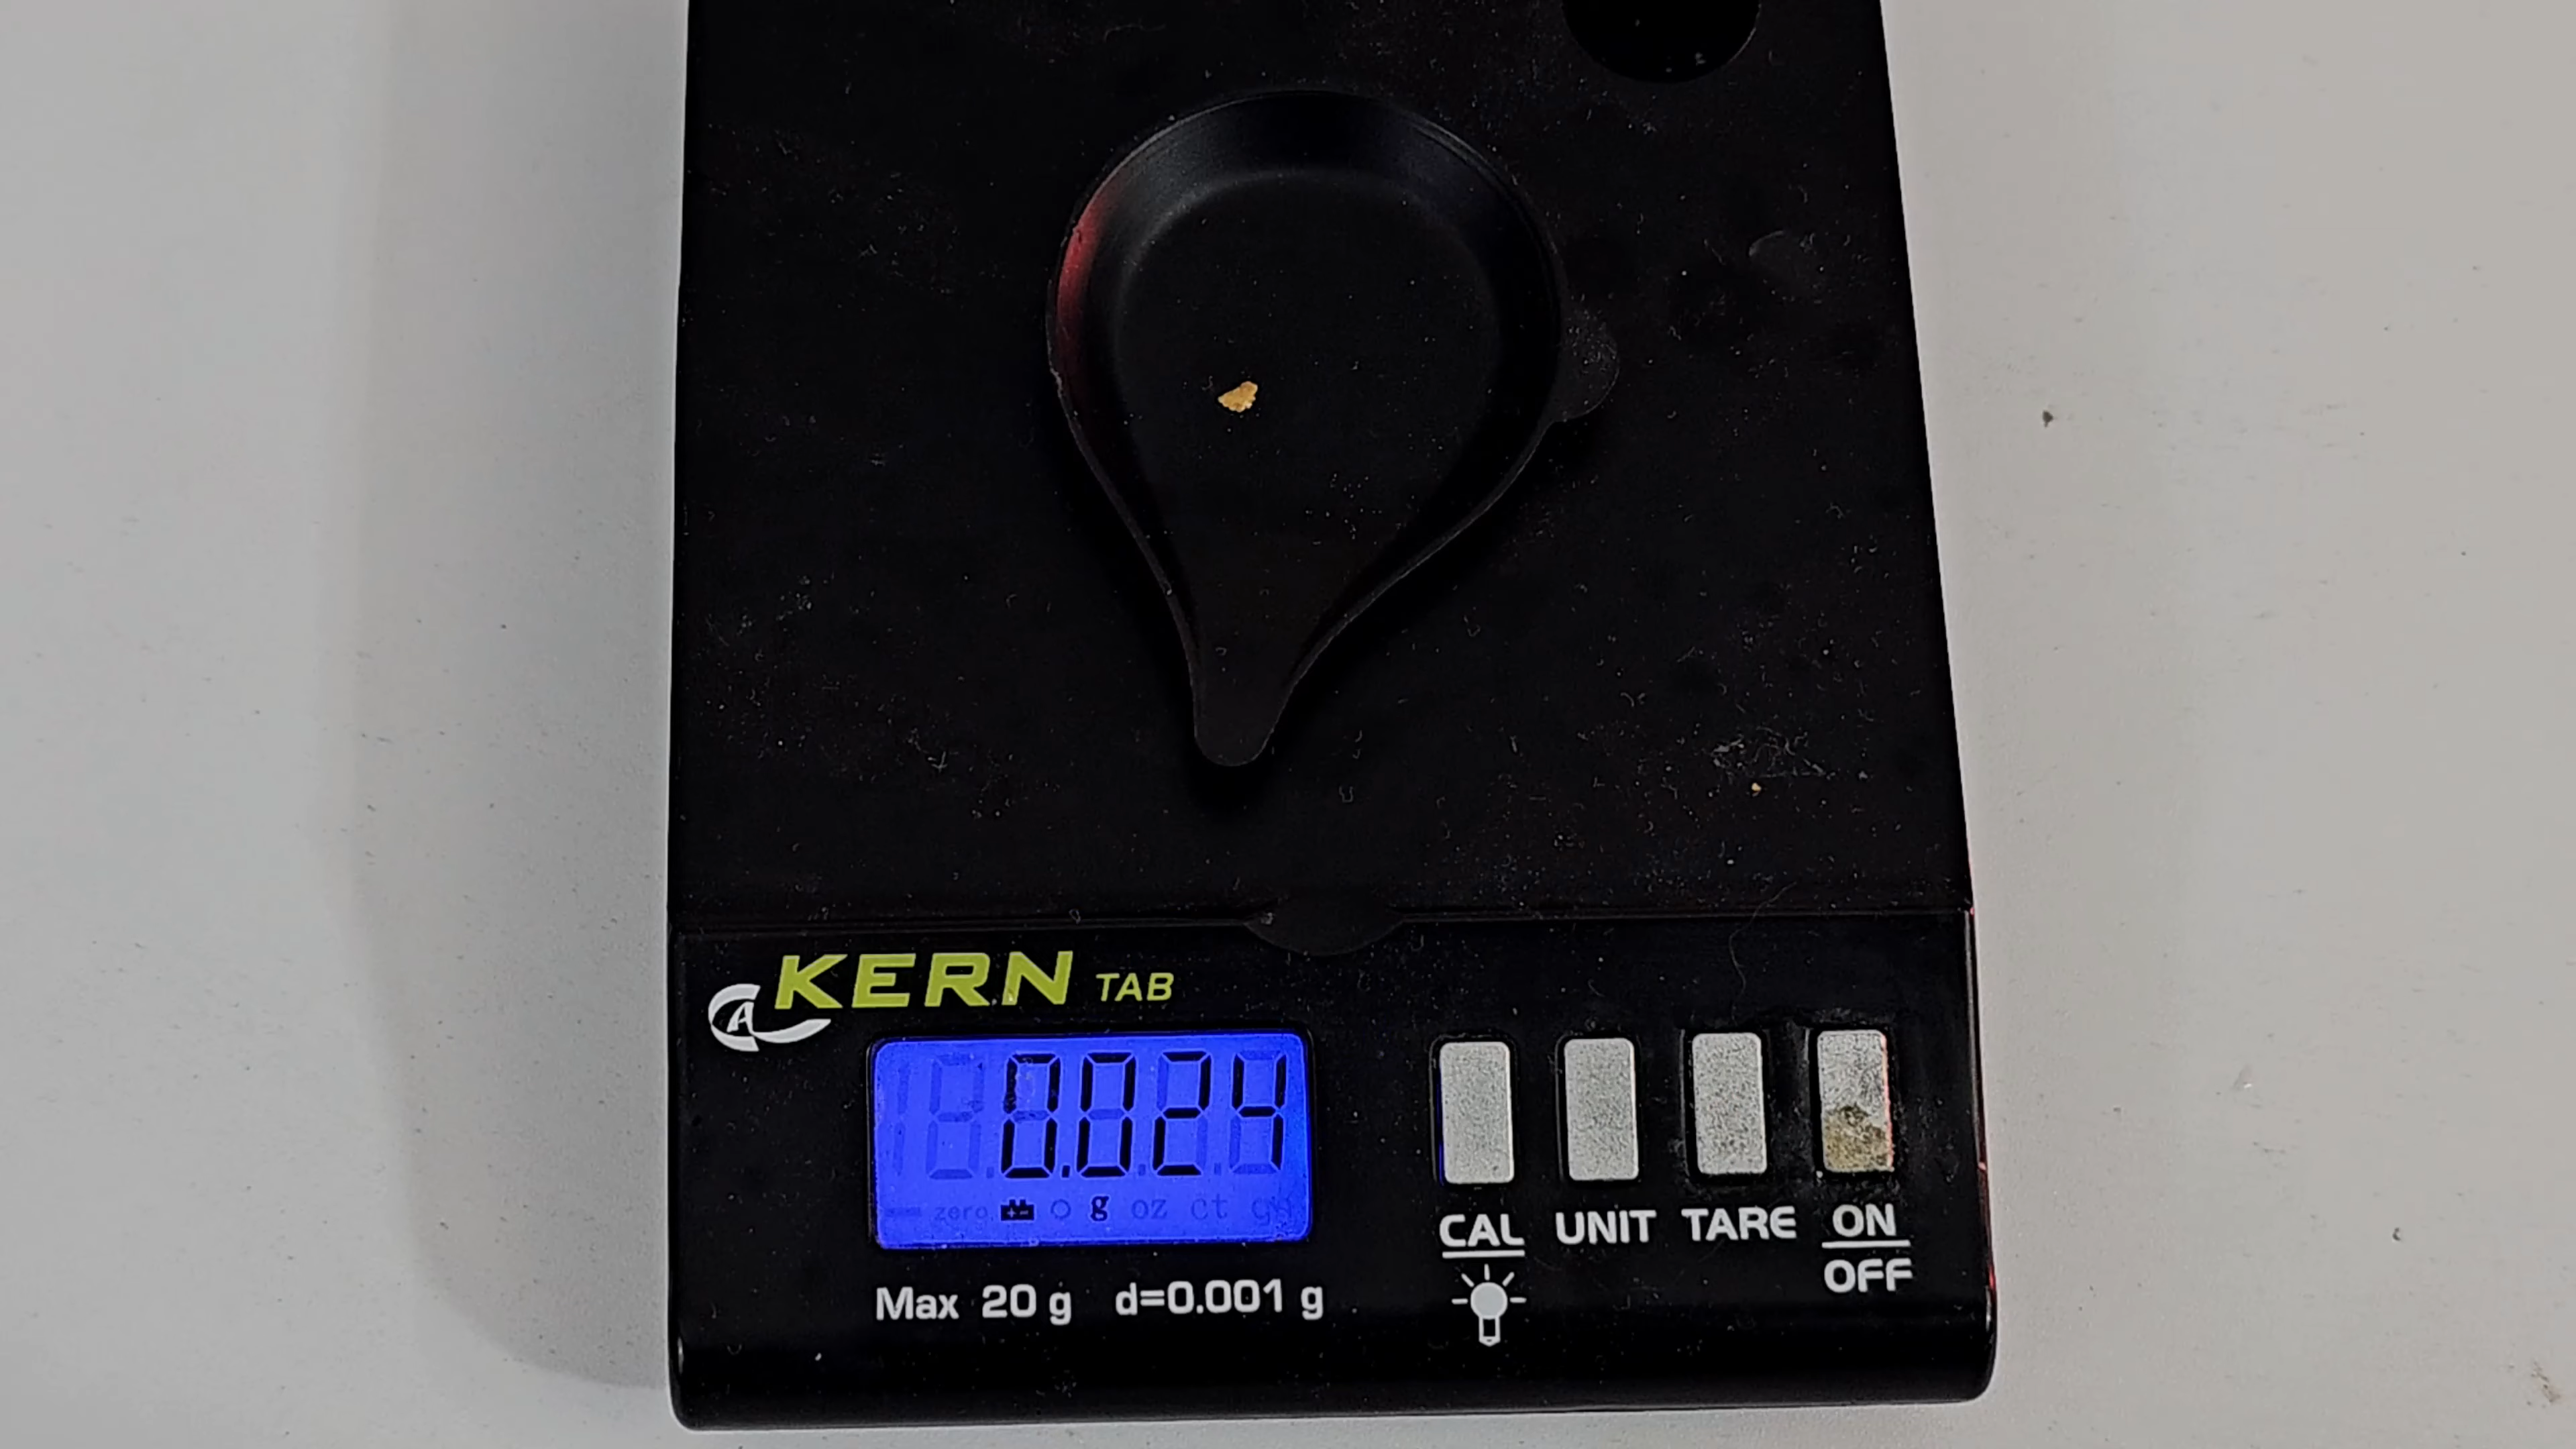 KERN TAB
0.024
g oz ct
zero
Max 20 g d=0.001 g
CAL UNIT TARE ON
OFF